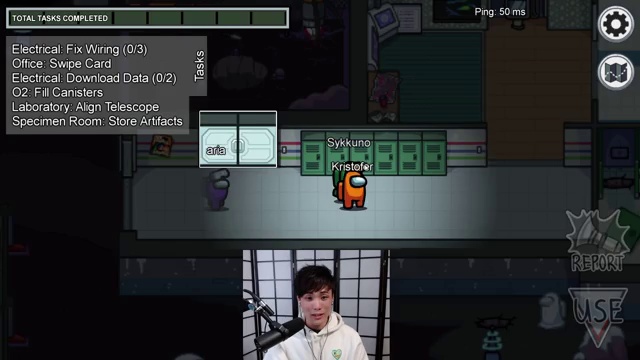 TOTAL TASKS COMPLETED
Ping: 50 ms
Electrical: Fix Wiring (0/3)
Office: Swipe Card
Electrical: Download Data (0/2)
O2: Fill Canisters
Laboratory: Align Telescope
Specimen Room: Store Artifacts
Tasks
aria
Sykkuno
Kristofer
REPORT
USE